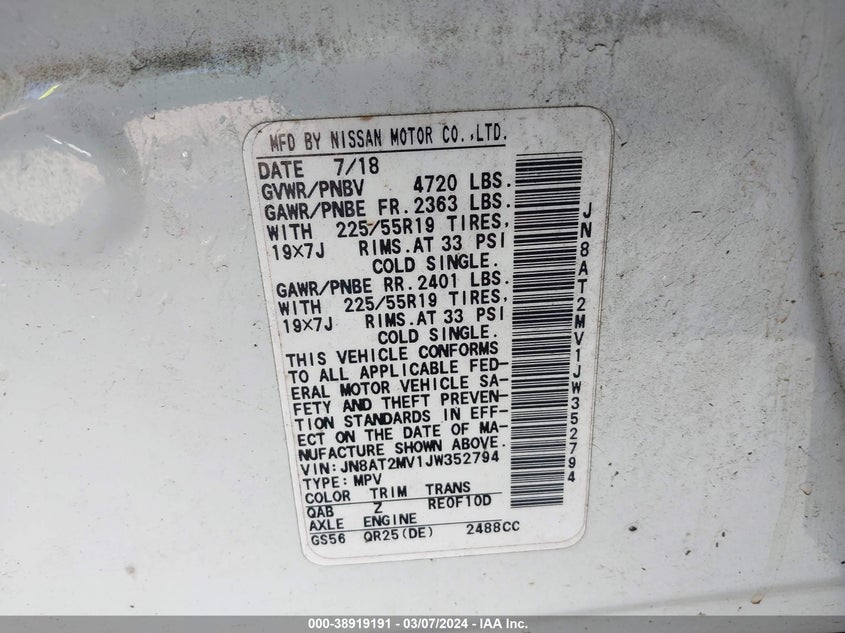 MFD BY NISSAN MOTOR CO.,LTD.
DATE 7/18
GVWR/PNBV 4720 LBS.
GAWR/PNBE FR. 2363 LBS.
WITH 225/55R19 TIRES,
19×7J RIMS.AT 33 PSI
COLD SINGLE.
GAWR/PNBE RR. 2401 LBS.
WITH 225/55R19 TIRES,
19×7J RIMS.AT 33 PSI
COLD SINGLE.
THIS VEHICLE CONFORMS
TO ALL APPLICABLE FED-
ERAL MOTOR VEHICLE SA-
FETY AND THEFT PREVEN-
TION STANDARDS IN EFF-
ECT ON THE DATE OF MA-
NUFACTURE SHOWN ABOVE.
VIN: JN8AT2MV1JW352794
TYPE: MPV
COLOR TRIM TRANS
QAB Z RE0F10D
AXLE ENGINE
GS56 QR25(DE) 2488CC
JN8AT2MV1JW352794
000-38919191 - 03/07/2024 - IAA Inc.